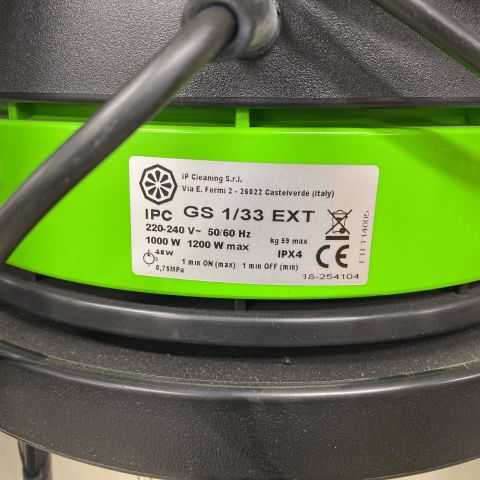 IP Cleaning S.r.l.
Via E. Fermi 2 - 26022 Castelverde (Italy)
IPC GS 1/33 EXT
220-240 V~ 50/60 Hz
1000 W 1200 W max
kg 59 max
IPX4
48W
0,75MPa
1 min ON (max) / 1 min OFF (min)
CE
18-254104
ETET14605